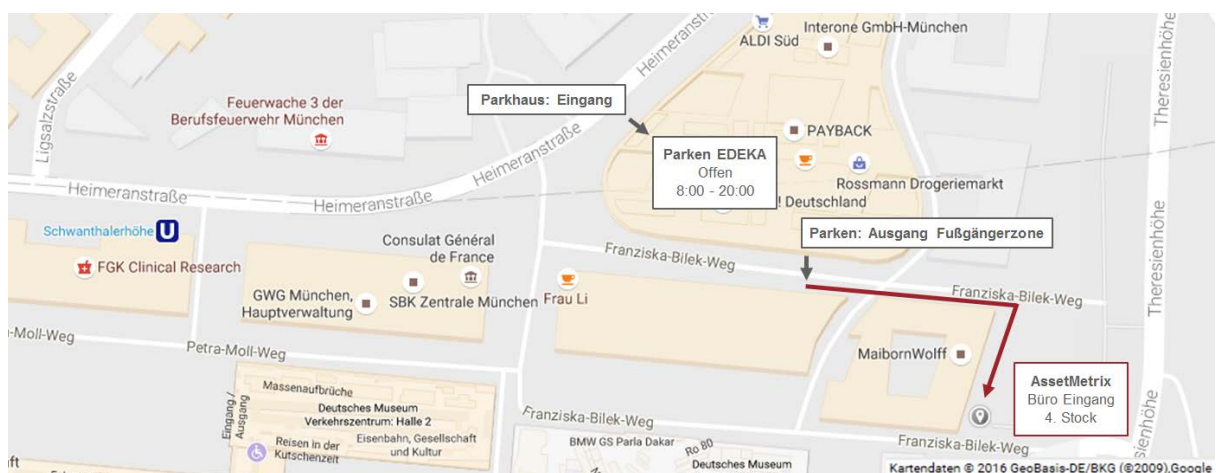 ALDI Süd
Interone GmbH-München
Heimeranstraße
Theresienhöhe
Ligsalzstraße
Feuerwache 3 der
Berufsfeuerwehr München
Parkhaus: Eingang
PAYBACK
Parken EDEKA
Offen
8:00 - 20:00
Rossmann Drogeriemarkt
! Deutschland
Heimeranstraße
Heimeranstraße
Heimeranstraße
Schwanthalerhöhe U
FGK Clinical Research
Consulat Général
de France
Parken: Ausgang Fußgängerzone
Franziska-Bilek-Weg
Franziska-Bilek-Weg
Theresienhöhe
GWG München,
Hauptverwaltung
SBK Zentrale München
Frau Li
-Moll-Weg
Petra-Moll-Weg
MaibornWolff
AssetMetrix
Büro Eingang
4. Stock
Massenaufbrüche
Deutsches Museum
Verkehrszentrum: Halle 2
Eingang /
Ausgang
Reisen in der
Kutschenzeit
Eisenbahn, Gesellschaft
und Kultur
Franziska-Bilek-Weg
BMW GS Parla Dakar
Ro 80
Deutsches Museum
Franziska-Bilek-Weg
esienhöhe
ft
Kartendaten © 2016 GeoBasis-DE/BKG (©2009),Google